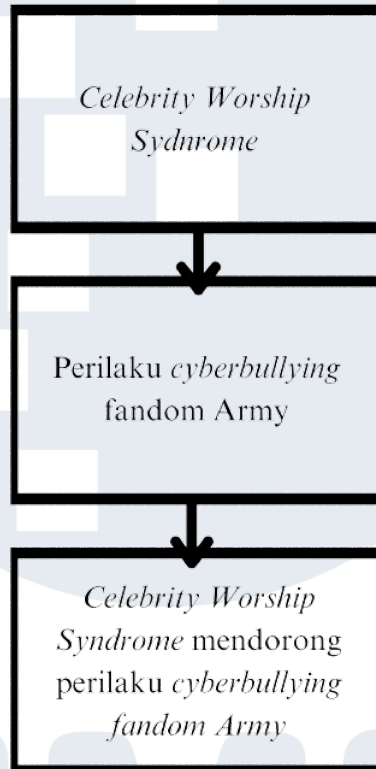 Celebrity Worship
Sydnrome
Perilaku cyberbullying
fandom Army
Celebrity Worship
Syndrome mendorong
perilaku cyberbullying
fandom Army